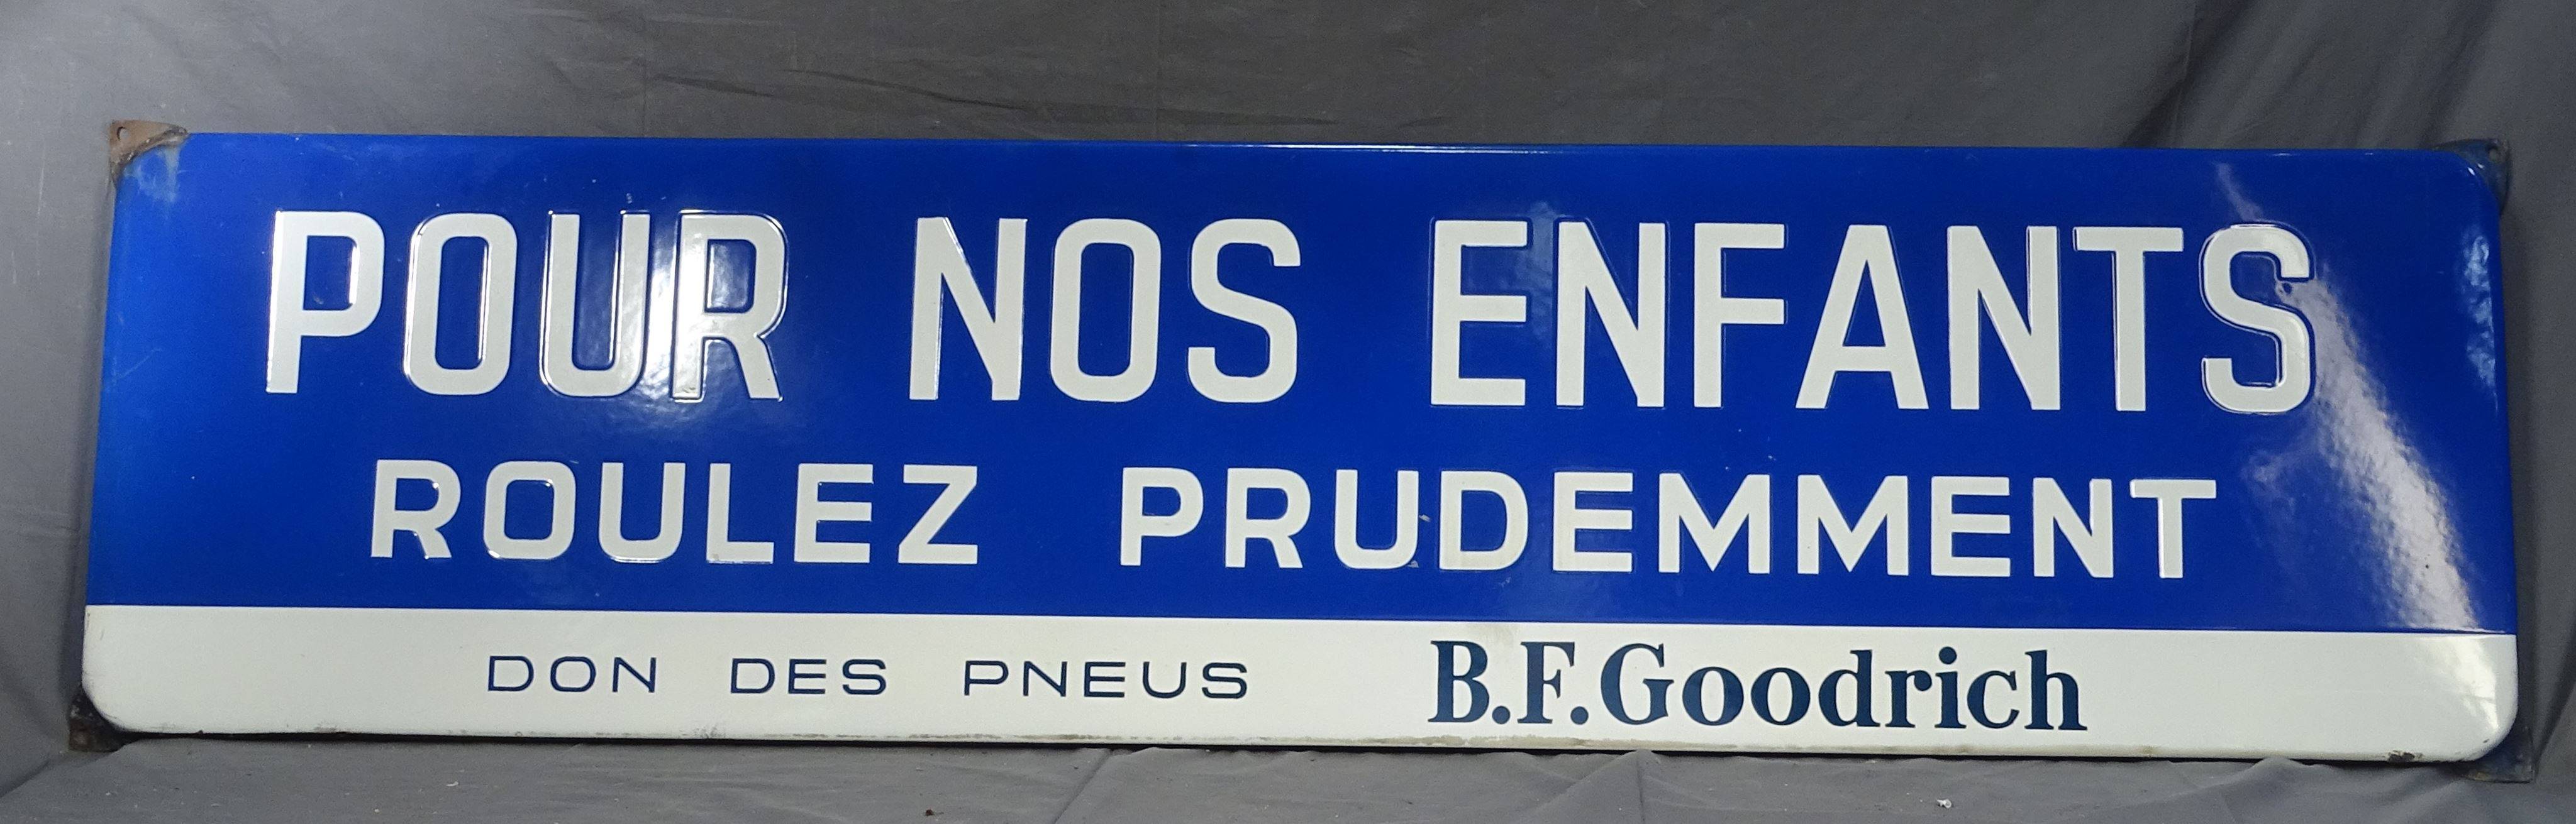 POUR NOS ENFANTS
ROULEZ PRUDEMMENT
DON DES PNEUS B.F.Goodrich